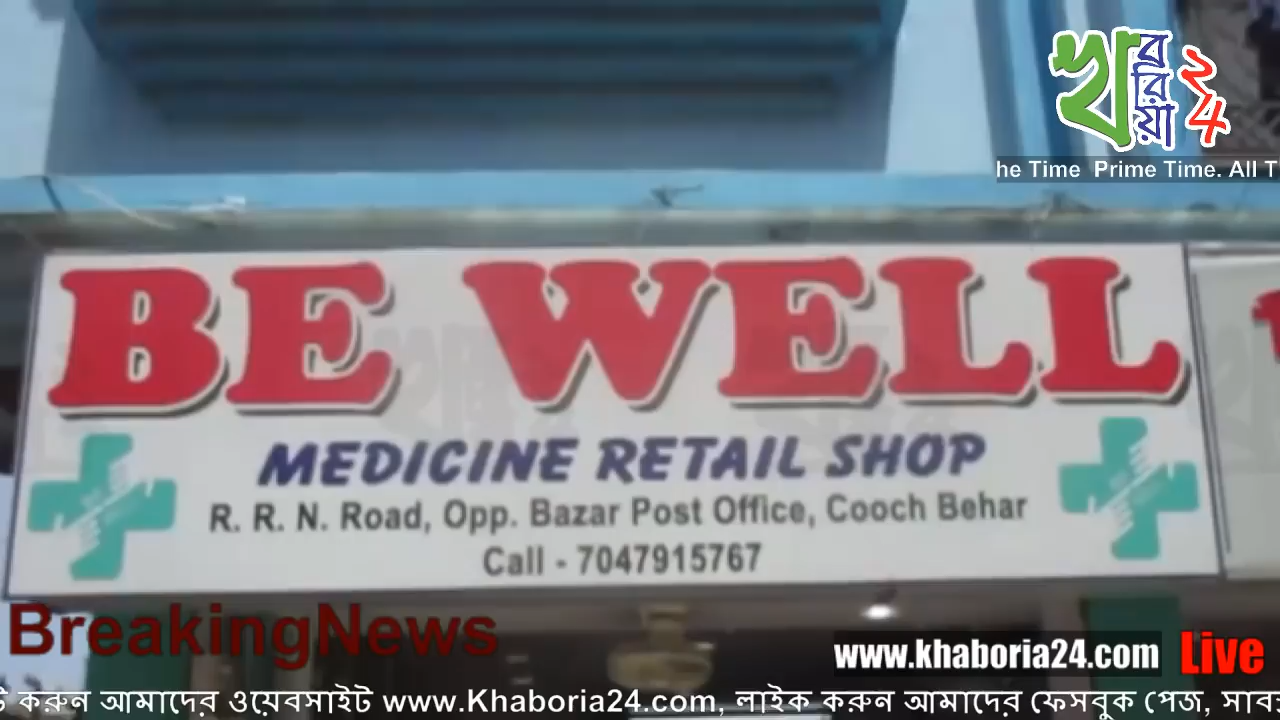 খবরিয়া ২৪
he Time Prime Time. All T
BE WELL
MEDICINE RETAIL SHOP
R. R. N. Road, Opp. Bazar Post Office, Cooch Behar
Call - 7047915767
BreakingNews
www.khaboria24.com Live
করুন আমাদের ওয়েবসাইট www.Khaboria24.com, লাইক করুন আমাদের ফেসবুক পেজ, সাব